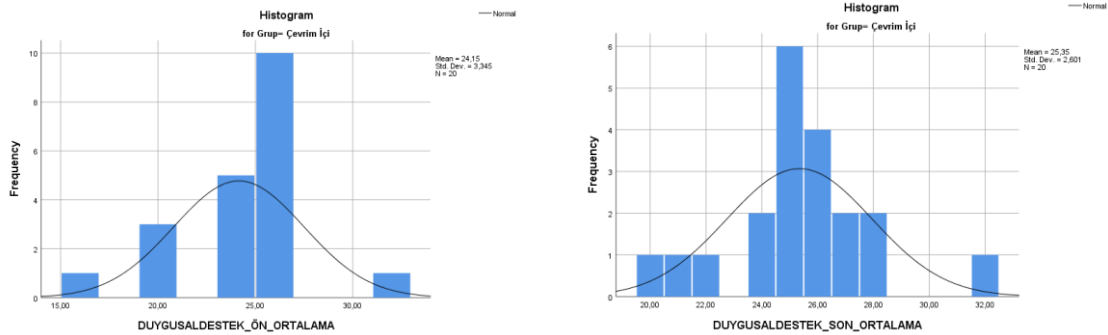 Histogram
Normal
for Grup= Çevrim İçi
Mean = 24,15
Std. Dev. = 3,345
N = 20
10
8
6
4
2
0
Frequency
15,00 20,00 25,00 30,00
DUYGUSALDESTEK_ÖN_ORTALAMA
Histogram
Normal
for Grup= Çevrim İçi
Mean = 25,35
Std. Dev. = 2,601
N = 20
6
5
4
3
2
1
0
Frequency
20,00 22,00 24,00 26,00 28,00 30,00 32,00
DUYGUSALDESTEK_SON_ORTALAMA